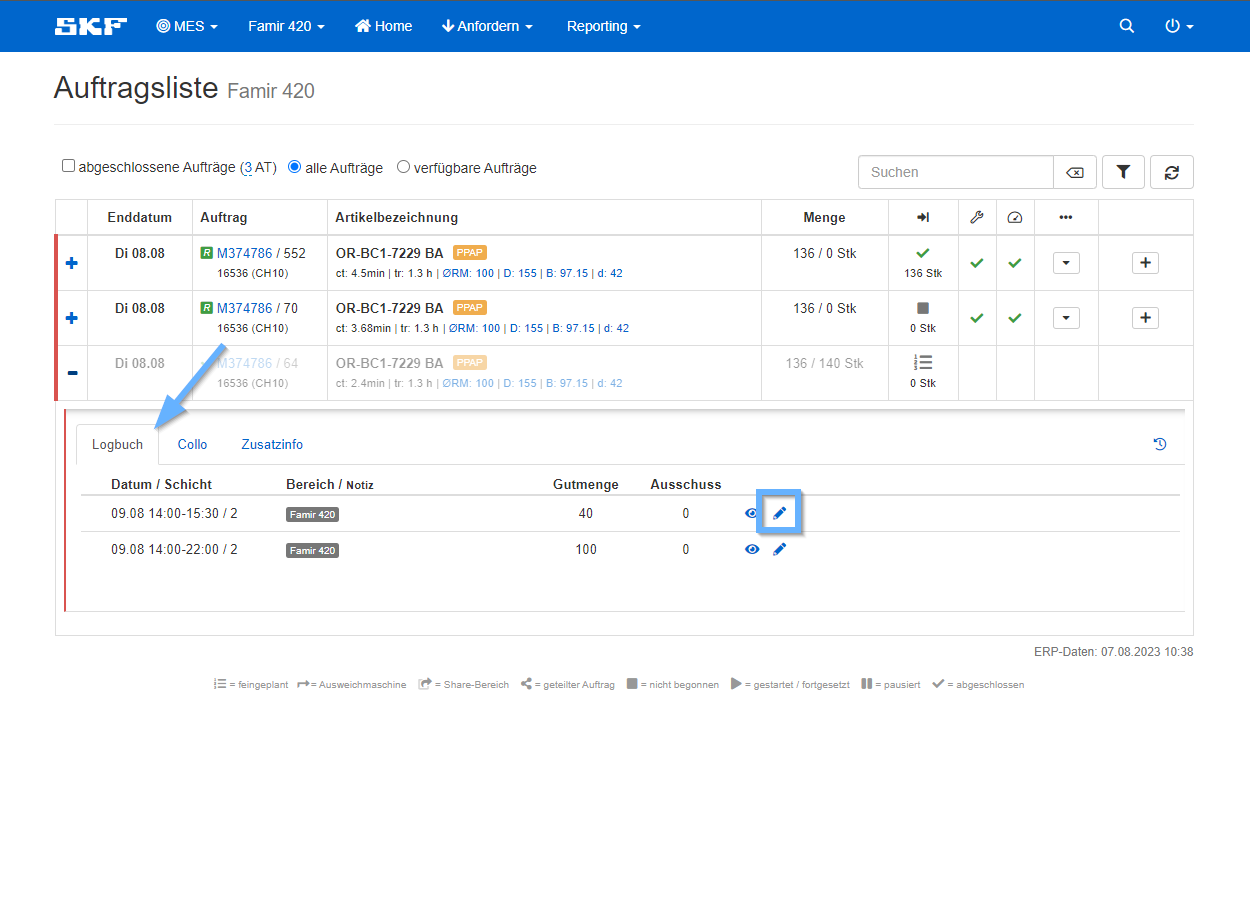 SKF MES Famir 420 Home Anfordern Reporting
Auftragsliste Famir 420
abgeschlossene Aufträge (3 AT) alle Aufträge verfügbare Aufträge Suchen
Enddatum Auftrag Artikelbezeichnung Menge •••
Di 08.08 R M374786 / 552 OR-BC1-7229 BA PPAP 136 / 0 Stk
16536 (CH10) ct: 4.5min | tr: 1.3 h | ØRM: 100 | D: 155 | B: 97.15 | d: 42 136 Stk
Di 08.08 R M374786 / 70 OR-BC1-7229 BA PPAP 136 / 0 Stk
16536 (CH10) ct: 3.68min | tr: 1.3 h | ØRM: 100 | D: 155 | B: 97.15 | d: 42 0 Stk
Di 08.08 M374786 / 64 OR-BC1-7229 BA PPAP 136 / 140 Stk
16536 (CH10) ct: 2.4min | tr: 1.3 h | ØRM: 100 | D: 155 | B: 97.15 | d: 42 0 Stk
Logbuch Collo Zusatzinfo
Datum / Schicht Bereich / Notiz Gutmenge Ausschuss
09.08 14:00-15:30 / 2 Famir 420 40 0
09.08 14:00-22:00 / 2 Famir 420 100 0
ERP-Daten: 07.08.2023 10:38
= feingeplant = Ausweichmaschine = Share-Bereich = geteilter Auftrag = nicht begonnen = gestartet / fortgesetzt = pausiert = abgeschlossen